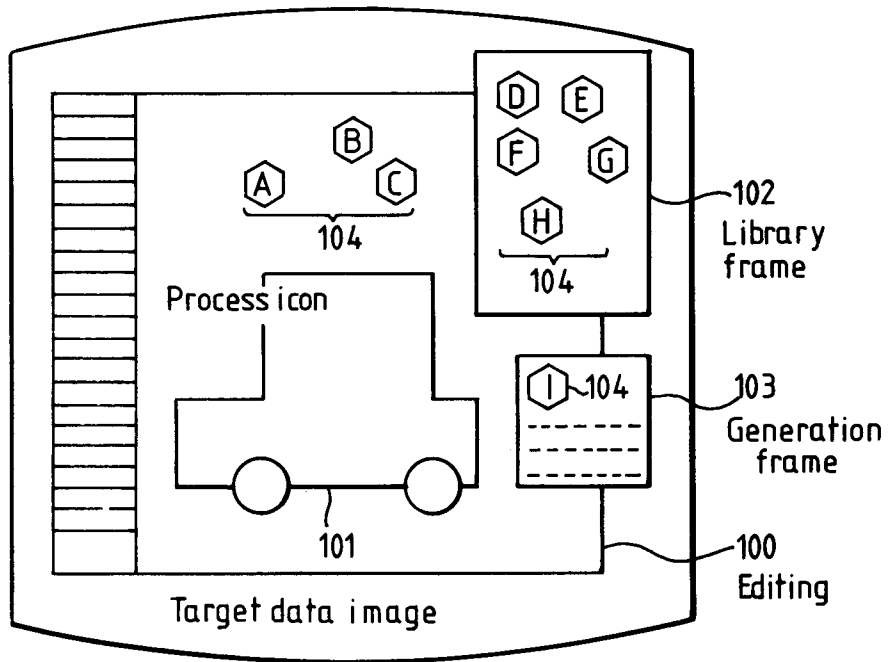 D
E
B
F
G
A
C
102
H
Library
frame
104
104
Process icon
I
104
103
Generation
frame
101
100
Editing
Target data image